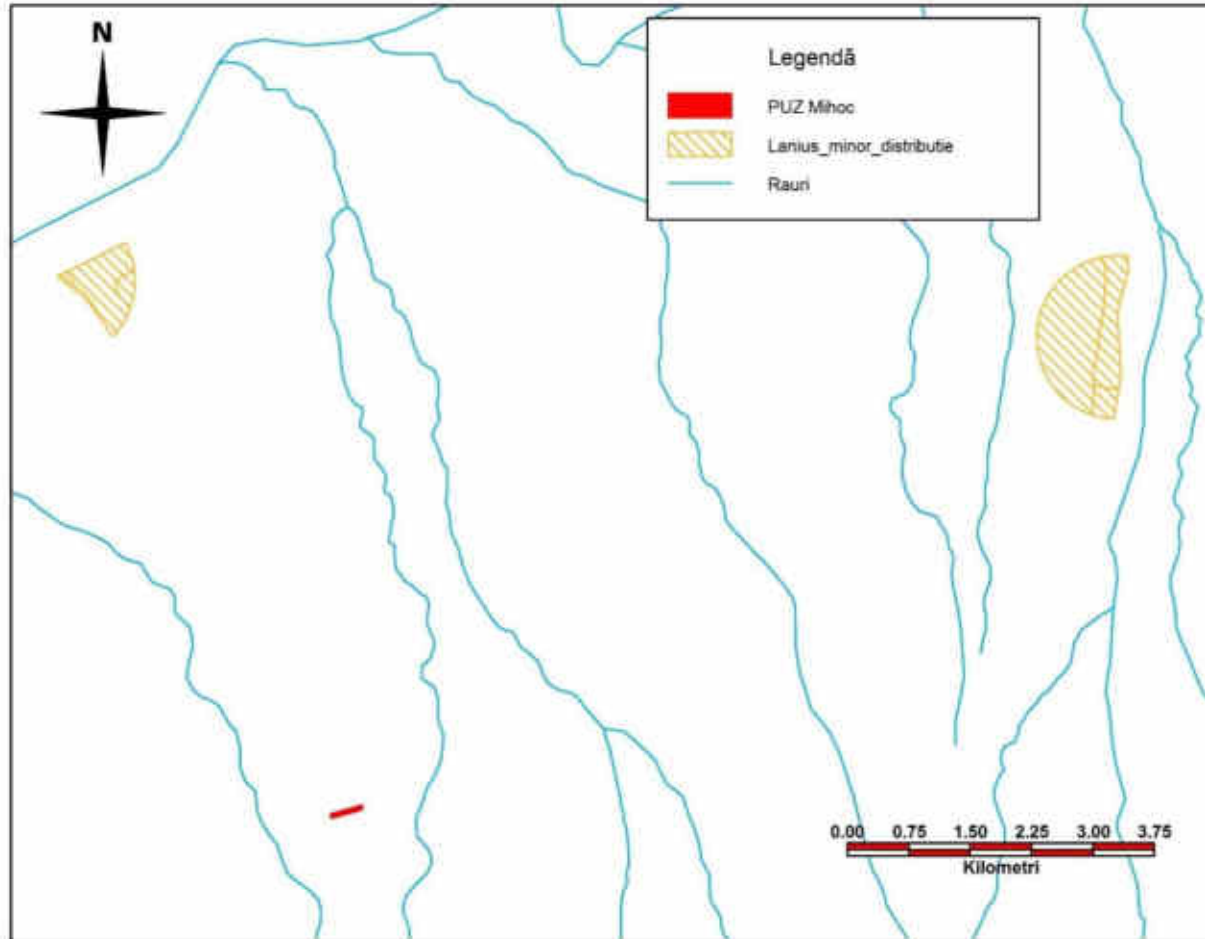 N
Legendă
PUZ Mihoc
Lanius_minor_distributie
Rauri
0.00 0.75 1.50 2.25 3.00 3.75
Kilometri